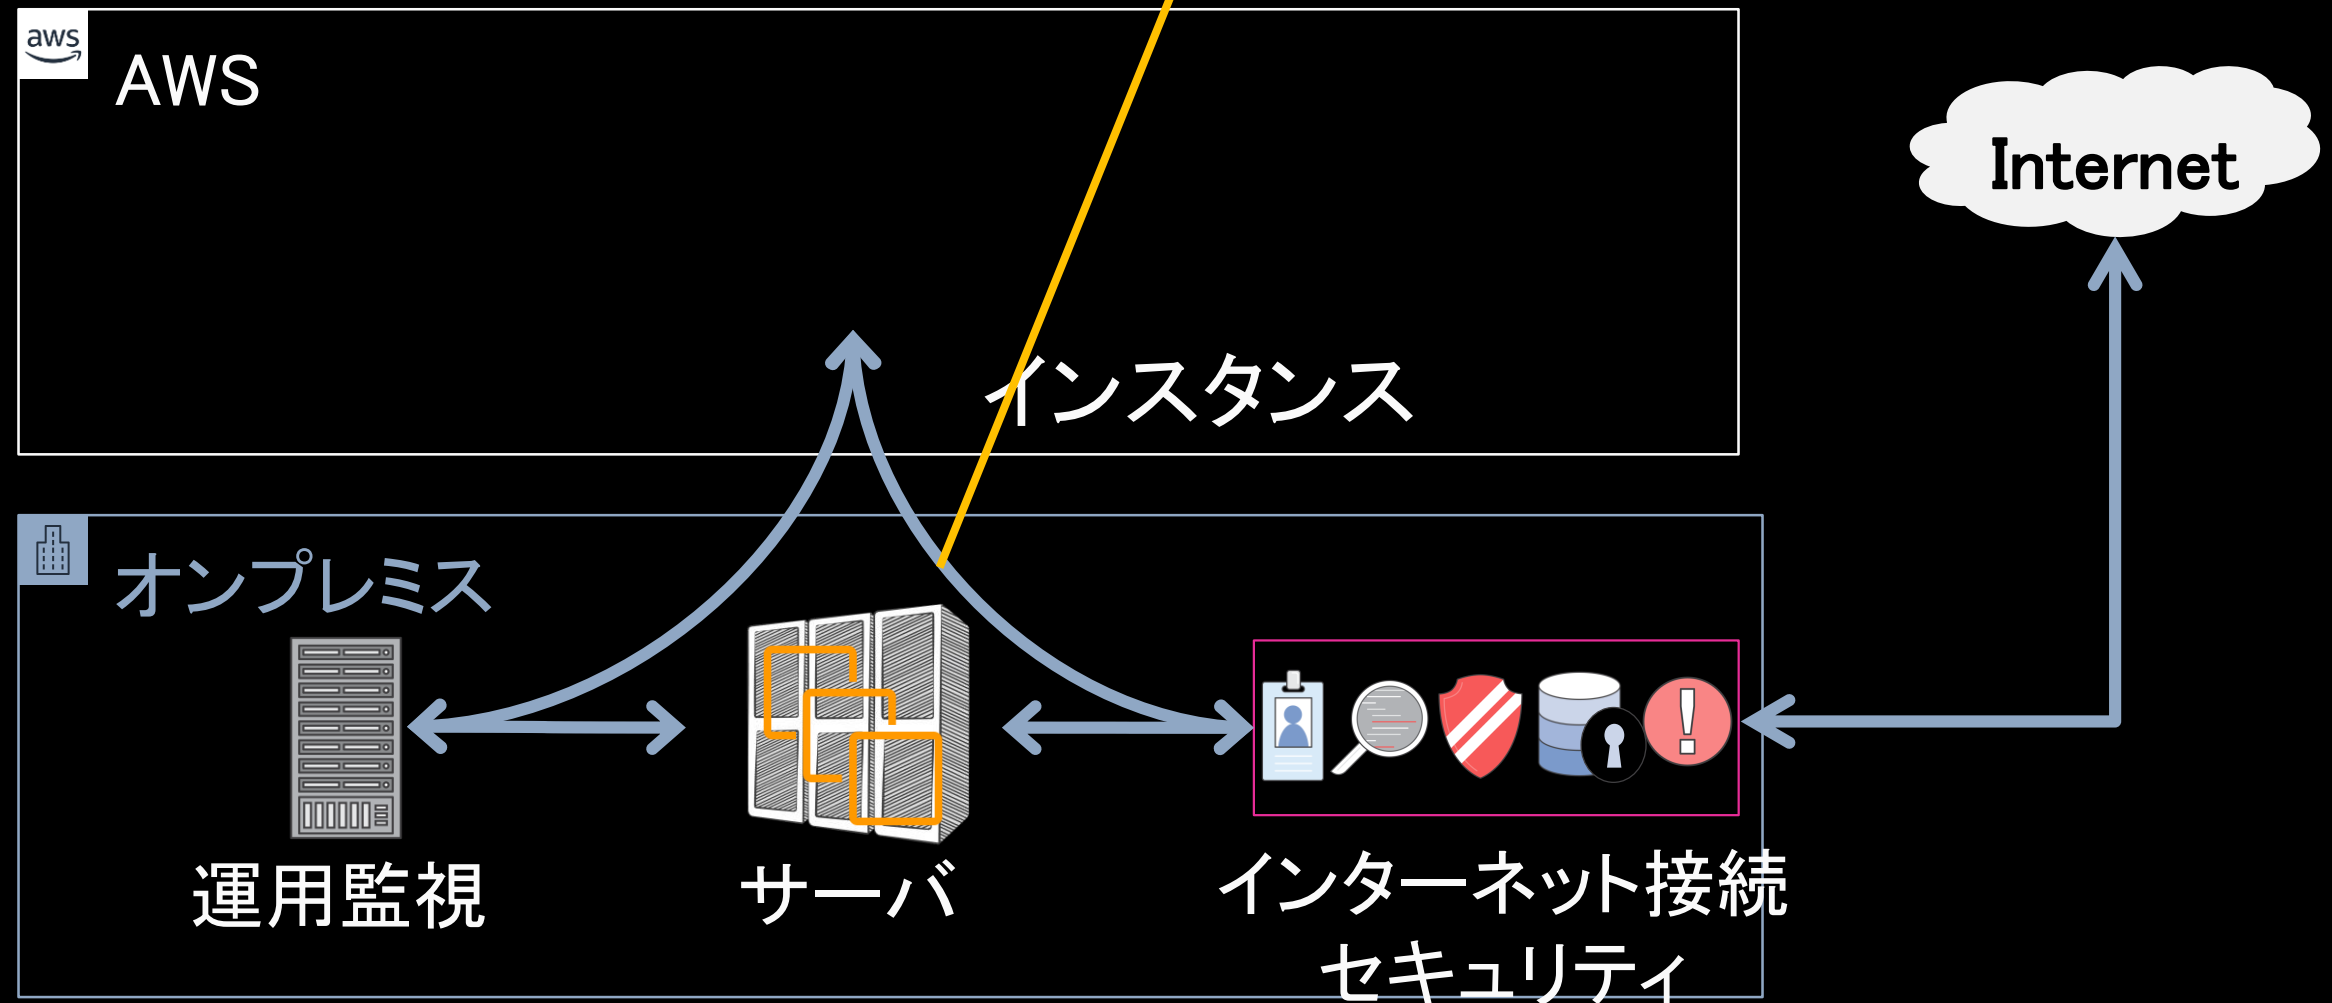 aws
AWS
Internet
インスタンス
オンプレミス
運用監視
サーバ
インターネット接続
セキュリティ